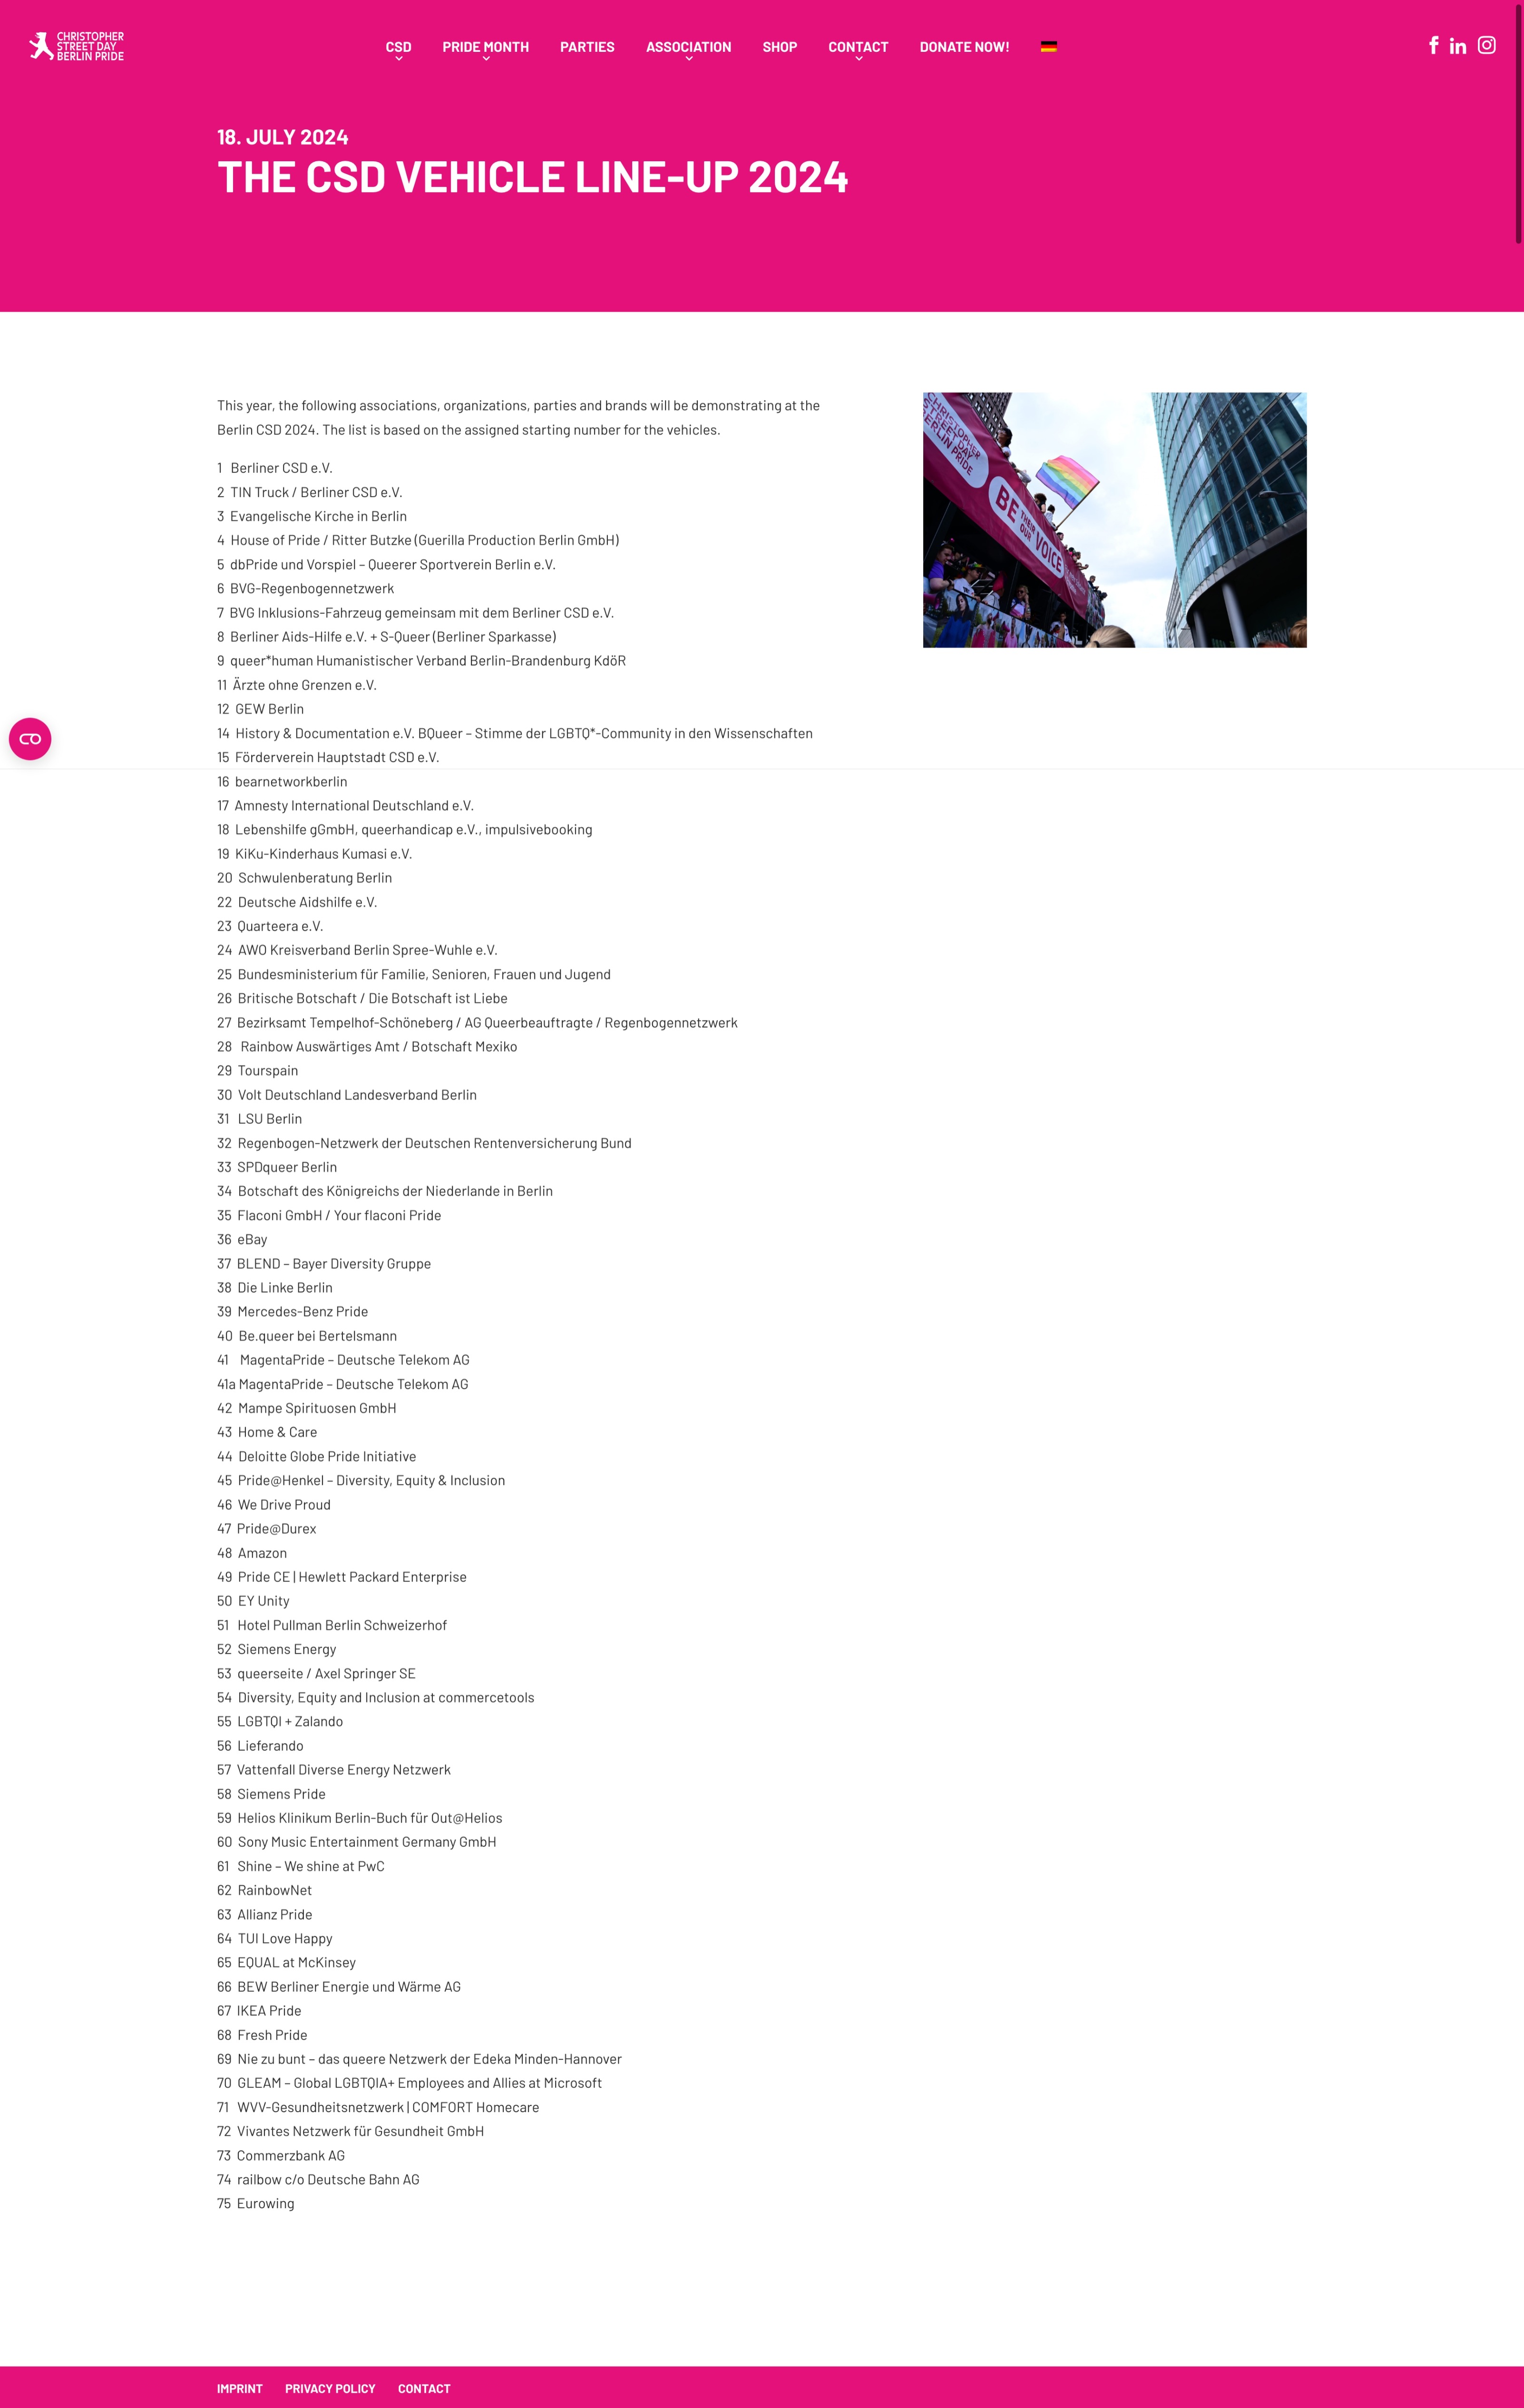 CHRISTOPHER
STREET DAY
BERLIN PRIDE
CSD
PRIDE MONTH
PARTIES
ASSOCIATION
SHOP
CONTACT
DONATE NOW!
18. JULY 2024
THE CSD VEHICLE LINE-UP 2024
This year, the following associations, organizations, parties and brands will be demonstrating at the
Berlin CSD 2024. The list is based on the assigned starting number for the vehicles.
1 Berliner CSD e.V.
2 TIN Truck / Berliner CSD e.V.
3 Evangelische Kirche in Berlin
4 House of Pride / Ritter Butzke (Guerilla Production Berlin GmbH)
5 dbPride und Vorspiel – Queerer Sportverein Berlin e.V.
6 BVG-Regenbogennetzwerk
7 BVG Inklusions-Fahrzeug gemeinsam mit dem Berliner CSD e.V.
8 Berliner Aids-Hilfe e.V. + S-Queer (Berliner Sparkasse)
9 queer*human Humanistischer Verband Berlin-Brandenburg KdöR
11 Ärzte ohne Grenzen e.V.
12 GEW Berlin
14 History & Documentation e.V. BQueer – Stimme der LGBTQ*-Community in den Wissenschaften
15 Förderverein Hauptstadt CSD e.V.
16 bearnetworkberlin
17 Amnesty International Deutschland e.V.
18 Lebenshilfe gGmbH, queerhandicap e.V., impulsivebooking
19 KiKu-Kinderhaus Kumasi e.V.
20 Schwulenberatung Berlin
22 Deutsche Aidshilfe e.V.
23 Quarteera e.V.
24 AWO Kreisverband Berlin Spree-Wuhle e.V.
25 Bundesministerium für Familie, Senioren, Frauen und Jugend
26 Britische Botschaft / Die Botschaft ist Liebe
27 Bezirksamt Tempelhof-Schöneberg / AG Queerbeauftragte / Regenbogennetzwerk
28 Rainbow Auswärtiges Amt / Botschaft Mexiko
29 Tourspain
30 Volt Deutschland Landesverband Berlin
31 LSU Berlin
32 Regenbogen-Netzwerk der Deutschen Rentenversicherung Bund
33 SPDqueer Berlin
34 Botschaft des Königreichs der Niederlande in Berlin
35 Flaconi GmbH / Your flaconi Pride
36 eBay
37 BLEND – Bayer Diversity Gruppe
38 Die Linke Berlin
39 Mercedes-Benz Pride
40 Be.queer bei Bertelsmann
41 MagentaPride – Deutsche Telekom AG
41a MagentaPride – Deutsche Telekom AG
42 Mampe Spirituosen GmbH
43 Home & Care
44 Deloitte Globe Pride Initiative
45 Pride@Henkel – Diversity, Equity & Inclusion
46 We Drive Proud
47 Pride@Durex
48 Amazon
49 Pride CE | Hewlett Packard Enterprise
50 EY Unity
51 Hotel Pullman Berlin Schweizerhof
52 Siemens Energy
53 queerseite / Axel Springer SE
54 Diversity, Equity and Inclusion at commercetools
55 LGBTQI + Zalando
56 Lieferando
57 Vattenfall Diverse Energy Netzwerk
58 Siemens Pride
59 Helios Klinikum Berlin-Buch für Out@Helios
60 Sony Music Entertainment Germany GmbH
61 Shine – We shine at PwC
62 RainbowNet
63 Allianz Pride
64 TUI Love Happy
65 EQUAL at McKinsey
66 BEW Berliner Energie und Wärme AG
67 IKEA Pride
68 Fresh Pride
69 Nie zu bunt – das queere Netzwerk der Edeka Minden-Hannover
70 GLEAM – Global LGBTQIA+ Employees and Allies at Microsoft
71 WVV-Gesundheitsnetzwerk | COMFORT Homecare
72 Vivantes Netzwerk für Gesundheit GmbH
73 Commerzbank AG
74 railbow c/o Deutsche Bahn AG
75 Eurowing
CHRISTOPHER
STREET DAY
BERLIN PRIDE
BE
THEIR
OUR
VOICE
IMPRINT
PRIVACY POLICY
CONTACT